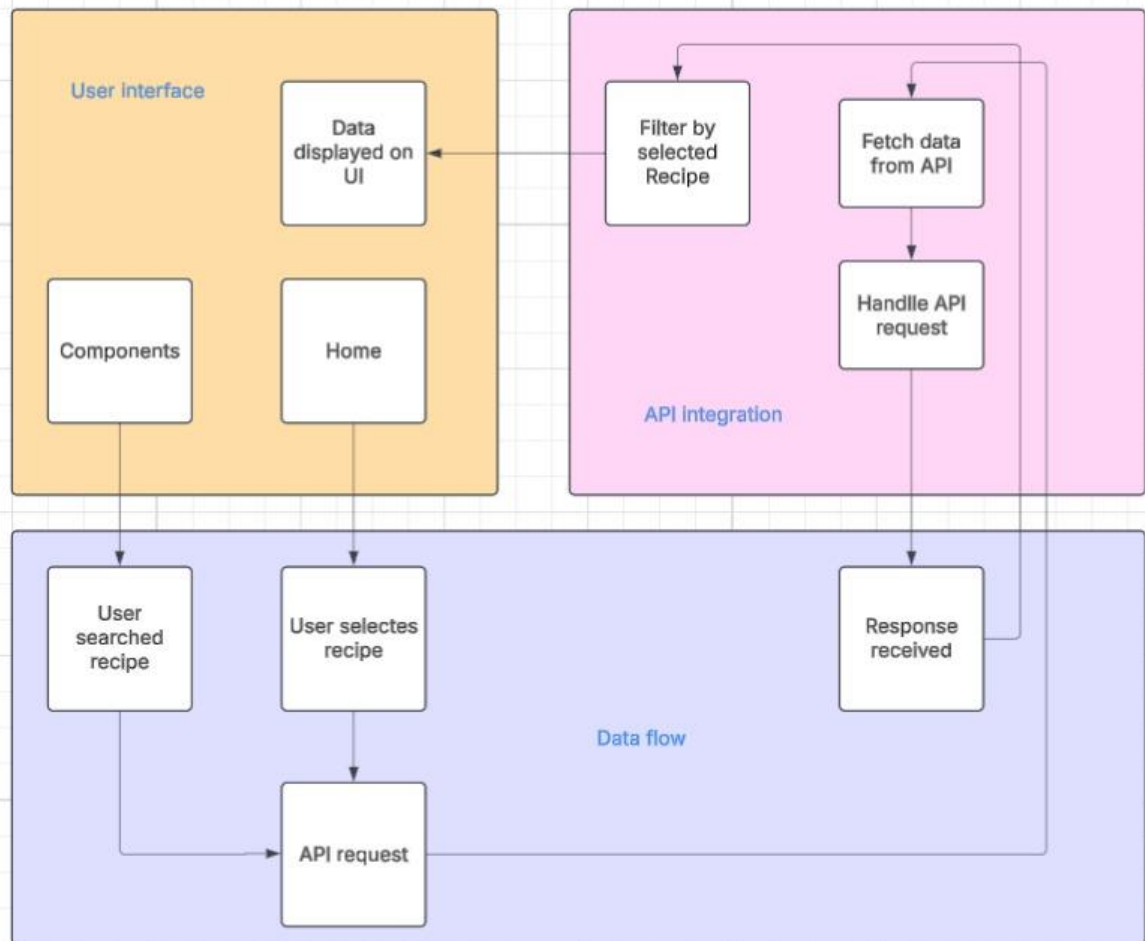 User interface
Data
displayed on
UI
Components
Home
Filter by
selected
Recipe
Fetch data
from API
Handlle API
request
API integration
User
searched
recipe
User selectes
recipe
Response
received
Data flow
API request